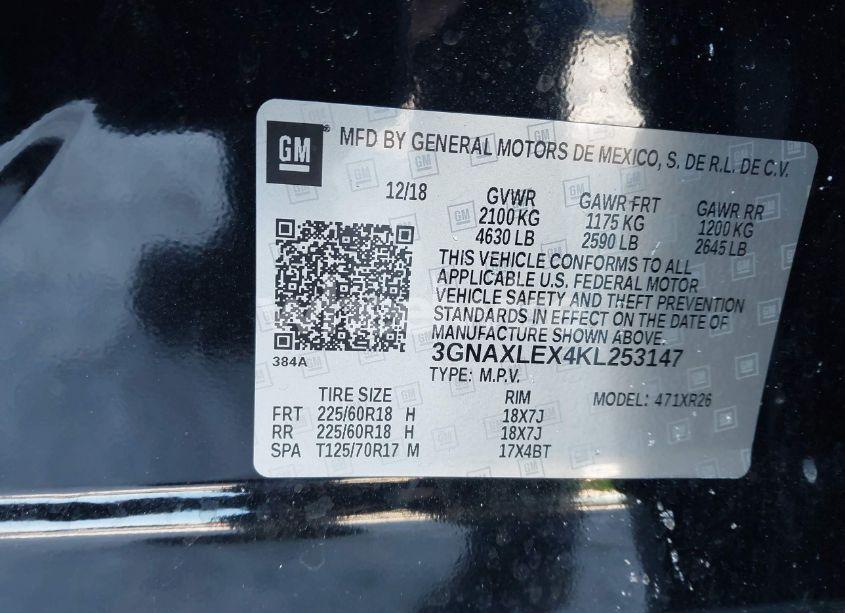 GM
MFD BY GENERAL MOTORS DE MEXICO, S. DE R.L. DE C.V.
12/18 GVWR GAWR FRT GAWR RR
2100 KG 1175 KG 1200 KG
4630 LB 2590 LB 2645 LB
THIS VEHICLE CONFORMS TO ALL
APPLICABLE U.S. FEDERAL MOTOR
VEHICLE SAFETY AND THEFT PREVENTION
STANDARDS IN EFFECT ON THE DATE OF
MANUFACTURE SHOWN ABOVE.
384A
3GNAXLEX4KL253147
TYPE: M.P.V.
TIRE SIZE RIM MODEL: 471XR26
FRT 225/60R18 H 18X7J
RR 225/60R18 H 18X7J
SPA T125/70R17 M 17X4BT